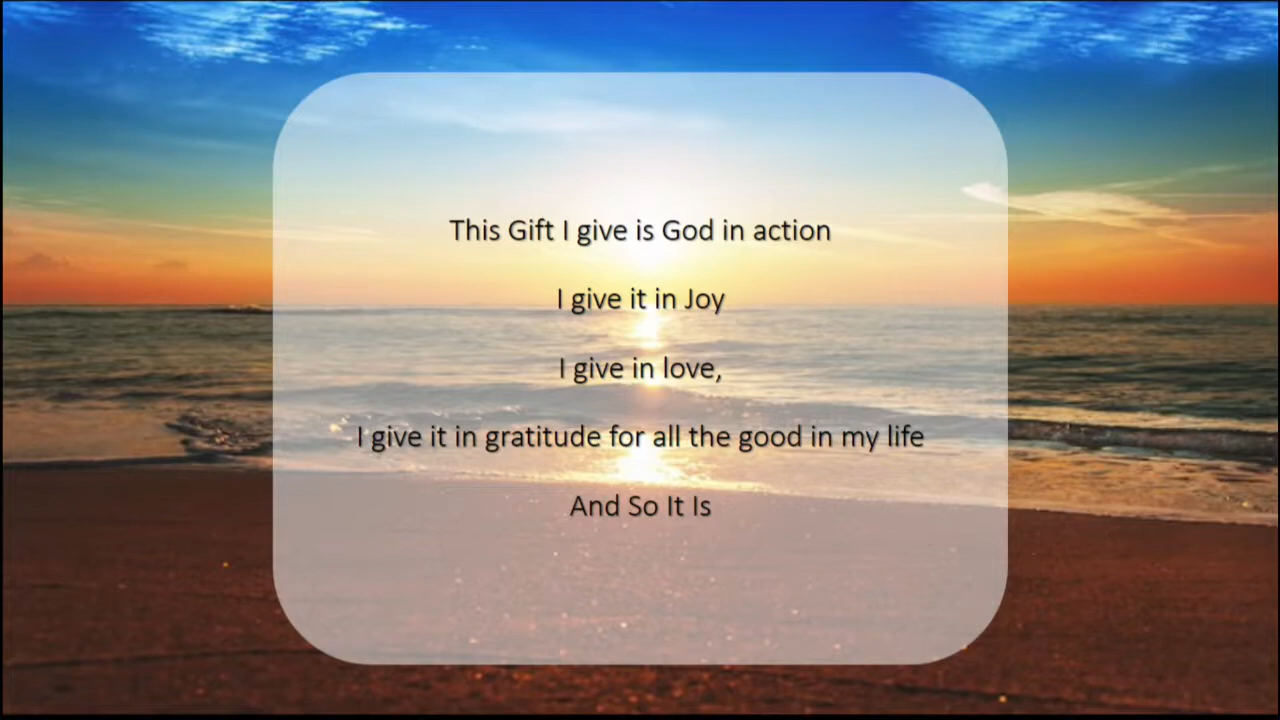 This Gift I give is God in action
I give it in Joy
I give in love,
I give it in gratitude for all the good in my life
And So It Is